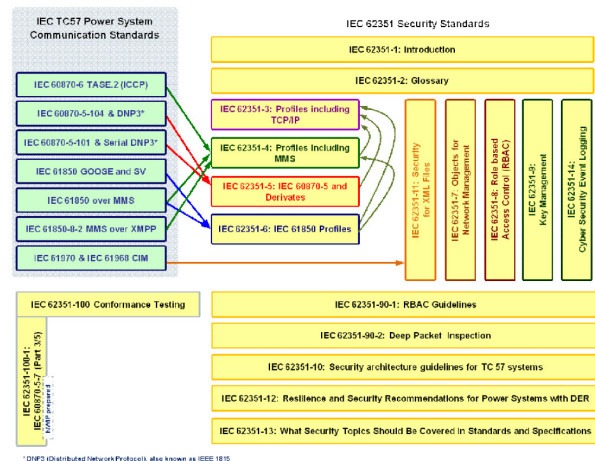 IEC TC57 Power System
Communication Standards
IEC 62351 Security Standards
IEC 62351-1: Introduction
IEC 62351-2: Glossary
IEC 60870-6 TASE.2 (ICCP)
IEC 60870-5-104 & DNP3*
IEC 60870-5-101 & Serial DNP3*
IEC 61850 GOOSE and SV
IEC 61850 over MMS
IEC 61850-8-2 MMS over XMPP
IEC 61970 & IEC 61968 CIM
IEC 62351-3: Profiles including
TCP/IP
IEC 62351-4: Profiles including
MMS
IEC 62351-5: IEC 60870-5 and
Derivates
IEC 62351-6: IEC 61850 Profiles
IEC 62351-11: Security
for XML Files
IEC 62351-7: Objects for
Network Management
IEC 62351-8: Role based
Access Control (RBAC)
IEC 62351-9:
Key Management
IEC 62351-14:
Cyber Security Event Logging
IEC 62351-100 Conformance Testing
IEC 62351-100-1:
IEC 60870-5-7 (Part 3/5)
NWIP prepared
IEC 62351-90-1: RBAC Guidelines
IEC 62351-90-2: Deep Packet Inspection
IEC 62351-10: Security architecture guidelines for TC 57 systems
IEC 62351-12: Resilience and Security Recommendations for Power Systems with DER
IEC 62351-13: What Security Topics Should Be Covered in Standards and Specifications
* DNP3 (Distributed Network Protocol), also known as IEEE 1815